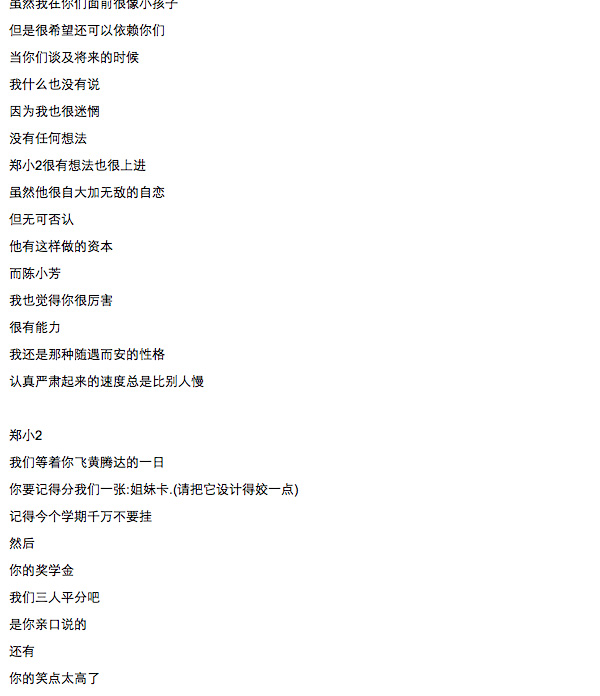 虽然我在你们面前很像小孩子
但是很希望还可以依赖你们
当你们谈及将来的时候
我什么也没有说
因为我也很迷惘
没有任何想法
郑小2很有想法也很上进
虽然他很自大加无敌的自恋
但无可否认
他有这样做的资本
而陈小芳
我也觉得你很厉害
很有能力
我还是那种随遇而安的性格
认真严肃起来的速度总是比别人慢
郑小2
我们等着你飞黄腾达的一日
你要记得分我们一张:姐妹卡.(请把它设计得姣一点)
记得今个学期千万不要挂
然后
你的奖学金
我们三人平分吧
是你亲口说的
还有
你的笑点太高了